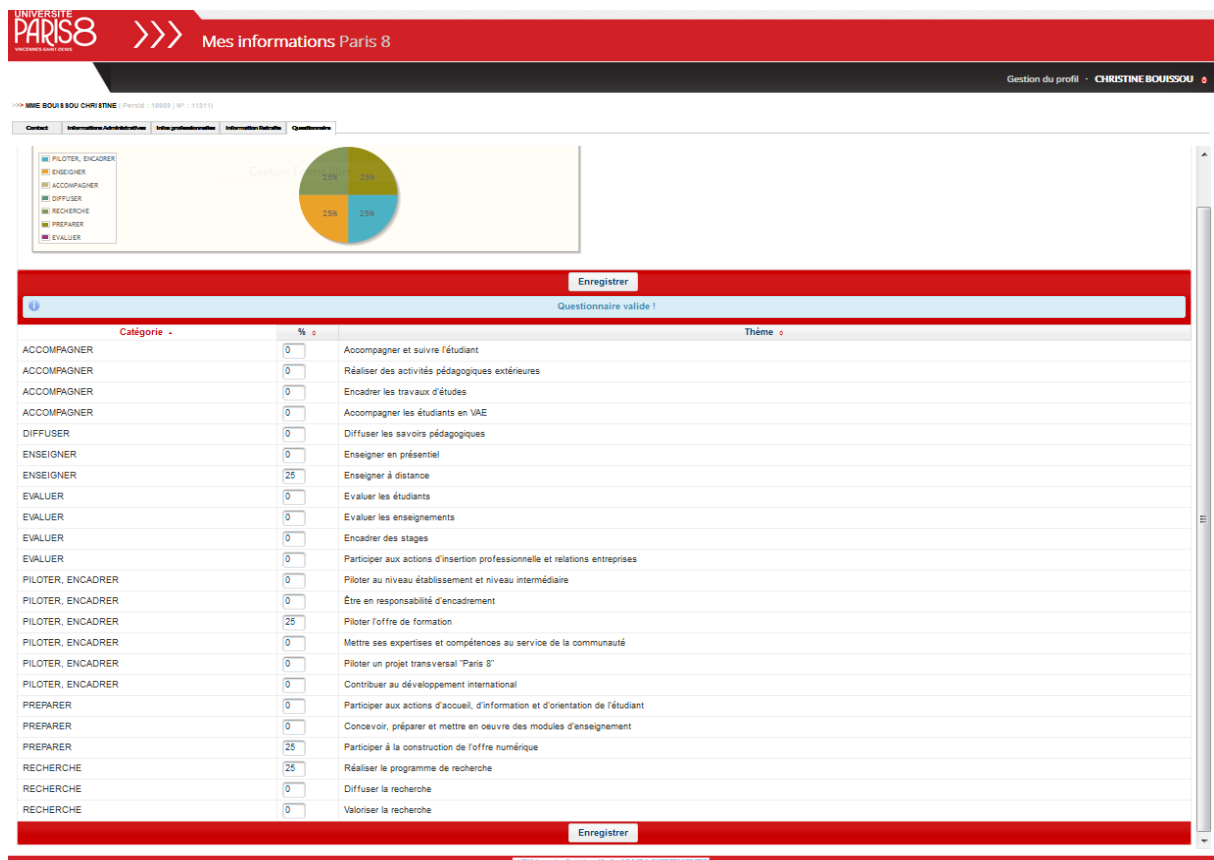 UNIVERSITE
PARIS8
VINCENNES-SAINT-DENIS
>>> Mes informations Paris 8
Gestion du profil · CHRISTINE BOUISSOU
>>> MME BOUISSOU CHRISTINE
Contact Informations Administratives Infos professionnelles Information Retraite Questionnaire
PILOTER, ENCADRER
ENSEIGNER
ACCOMPAGNER
DIFFUSER
RECHERCHE
PREPARER
EVALUER
25% 25%
25% 25%
Enregistrer
Questionnaire valide !
Catégorie % Thème
ACCOMPAGNER 0 Accompagner et suivre l'étudiant
ACCOMPAGNER 0 Réaliser des activités pédagogiques extérieures
ACCOMPAGNER 0 Encadrer les travaux d'études
ACCOMPAGNER 0 Accompagner les étudiants en VAE
DIFFUSER 0 Diffuser les savoirs pédagogiques
ENSEIGNER 0 Enseigner en présentiel
ENSEIGNER 25 Enseigner à distance
EVALUER 0 Evaluer les étudiants
EVALUER 0 Evaluer les enseignements
EVALUER 0 Encadrer des stages
EVALUER 0 Participer aux actions d'insertion professionnelle et relations entreprises
PILOTER, ENCADRER 0 Piloter au niveau établissement et niveau intermédiaire
PILOTER, ENCADRER 0 Être en responsabilité d'encadrement
PILOTER, ENCADRER 25 Piloter l'offre de formation
PILOTER, ENCADRER 0 Mettre ses expertises et compétences au service de la communauté
PILOTER, ENCADRER 0 Piloter un projet transversal "Paris 8"
PILOTER, ENCADRER 0 Contribuer au développement international
PREPARER 0 Participer aux actions d'accueil, d'information et d'orientation de l'étudiant
PREPARER 0 Concevoir, préparer et mettre en oeuvre des modules d'enseignement
PREPARER 25 Participer à la construction de l'offre numérique
RECHERCHE 25 Réaliser le programme de recherche
RECHERCHE 0 Diffuser la recherche
RECHERCHE 0 Valoriser la recherche
Enregistrer